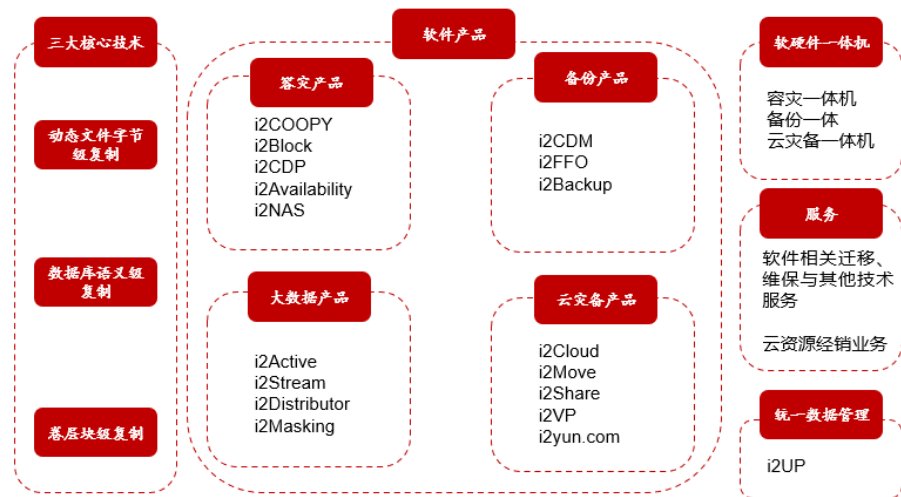 三大核心技术
动态文件字节
级复制
数据库语义级
复制
卷层块级复制
软件产品
容灾产品
i2COOPY
i2Block
i2CDP
i2Availability
i2NAS
备份产品
i2CDM
i2FFO
i2Backup
大数据产品
i2Active
i2Stream
i2Distributor
i2Masking
云灾备产品
i2Cloud
i2Move
i2Share
i2VP
i2yun.com
软硬件一体机
容灾一体机
备份一体
云灾备一体机
服务
软件相关迁移、
维保与其他技术
服务
云资源经销业务
统一数据管理
i2UP